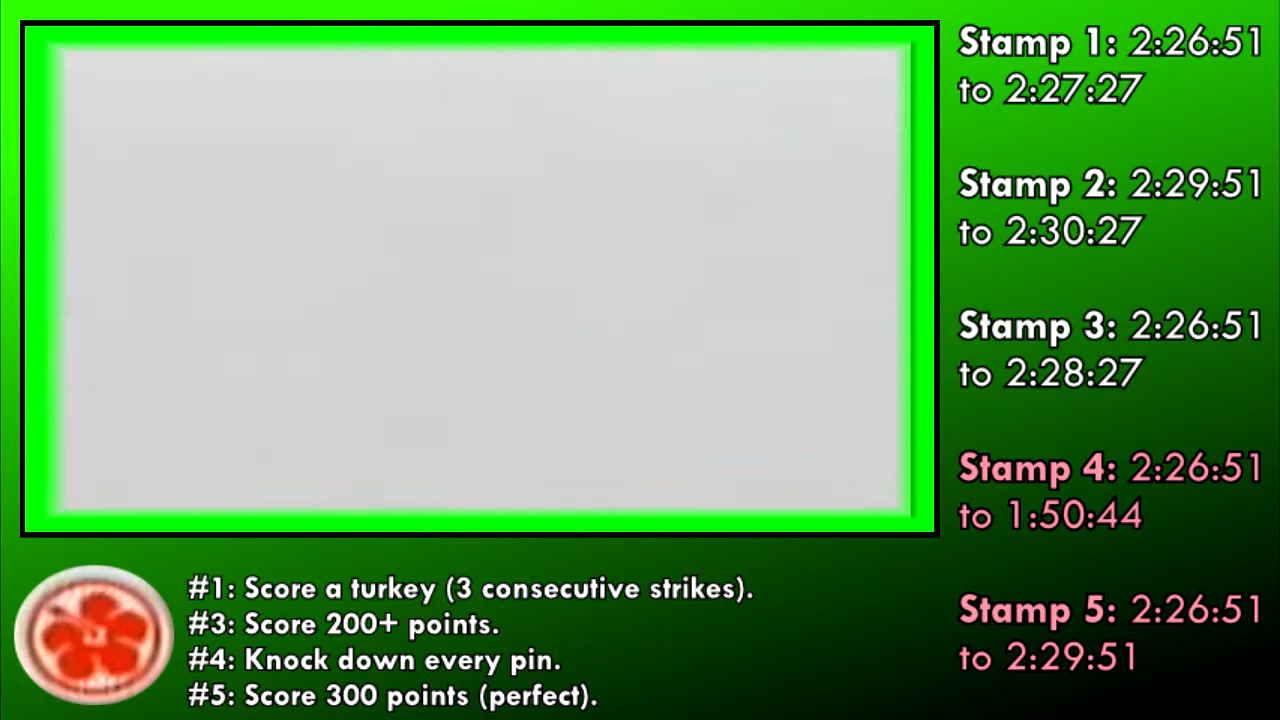 Stamp 1: 2:26:51
to 2:27:27
Stamp 2: 2:29:51
to 2:30:27
Stamp 3: 2:26:51
to 2:28:27
Stamp 4: 2:26:51
to 1:50:44
Stamp 5: 2:26:51
to 2:29:51
#1: Score a turkey (3 consecutive strikes).
#3: Score 200+ points.
#4: Knock down every pin.
#5: Score 300 points (perfect).